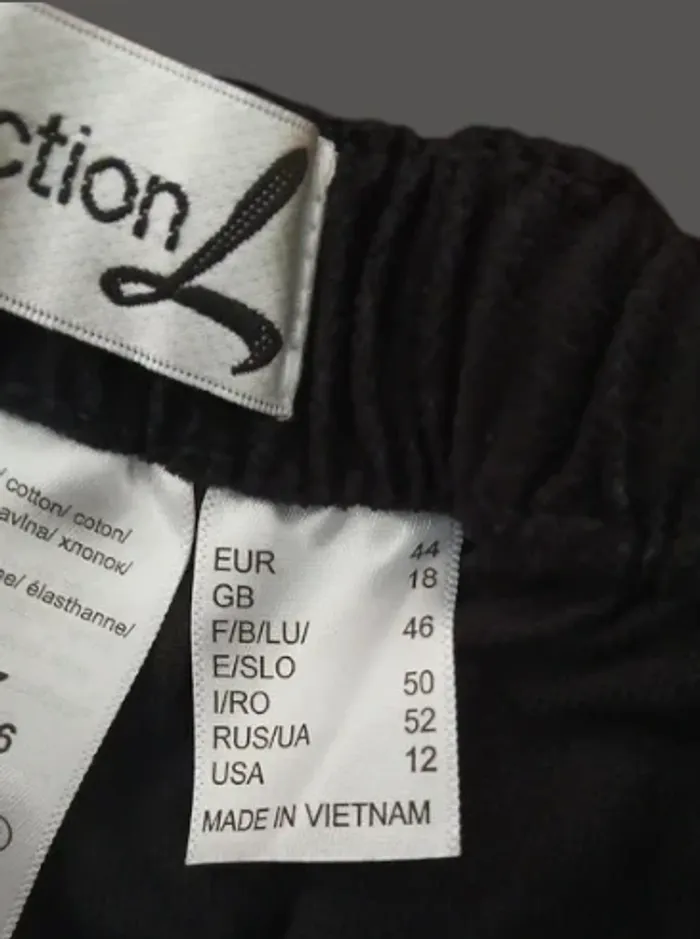 ction L
/ cotton/ coton/
avlna/ хлопок/
e/ élasthanne/
6
EUR 44
GB 18
F/B/LU/ 46
E/SLO
I/RO 50
RUS/UA 52
USA 12
MADE IN VIETNAM